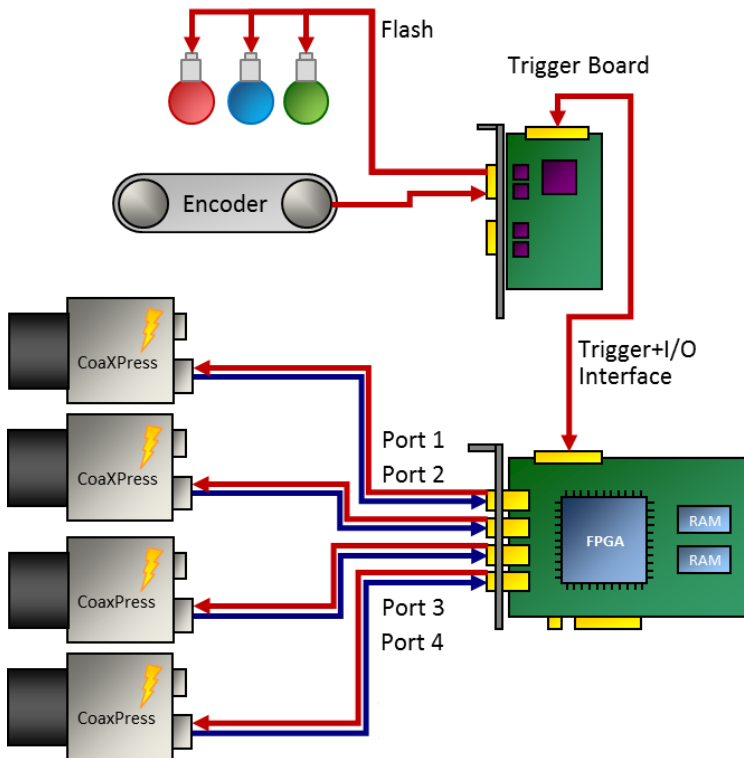 Flash
Trigger Board
Encoder
Trigger+I/O
Interface
CoaXPress
Port 1
CoaXPress
Port 2
FPGA
RAM
RAM
CoaxPress
Port 3
Port 4
CoaxPress